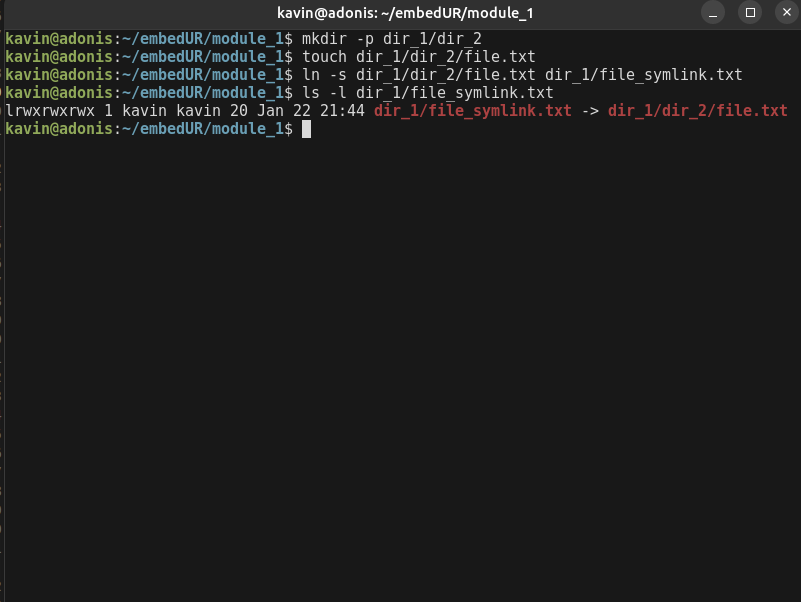 kavin@adonis: ~/embedUR/module_1
kavin@adonis:~/embedUR/module_1$ mkdir -p dir_1/dir_2
kavin@adonis:~/embedUR/module_1$ touch dir_1/dir_2/file.txt
kavin@adonis:~/embedUR/module_1$ ln -s dir_1/dir_2/file.txt dir_1/file_symlink.txt
kavin@adonis:~/embedUR/module_1$ ls -l dir_1/file_symlink.txt
lrwxrwxrwx 1 kavin kavin 20 Jan 22 21:44 dir_1/file_symlink.txt -> dir_1/dir_2/file.txt
kavin@adonis:~/embedUR/module_1$